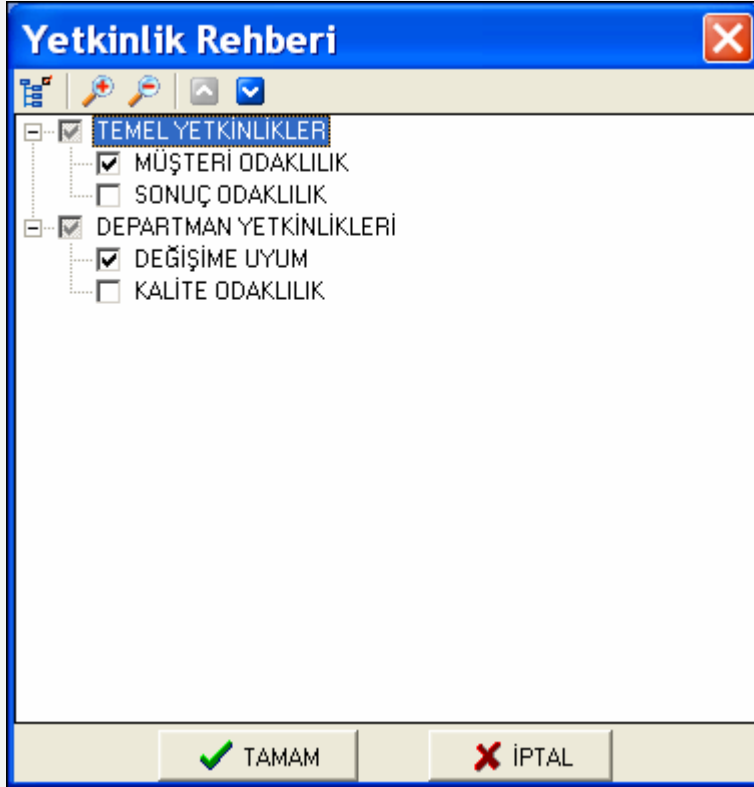 Yetkinlik Rehberi
TEMEL YETKİNLİKLER
MÜŞTERİ ODAKLILIK
SONUÇ ODAKLILIK
DEPARTMAN YETKİNLİKLERİ
DEĞİŞİME UYUM
KALİTE ODAKLILIK
TAMAM
İPTAL